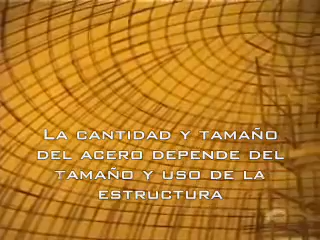 La cantidad y tamaño
del acero depende del
tamaño y uso de la
estructura